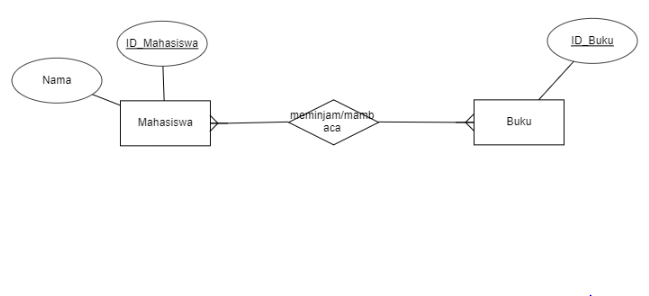 ID_Mahasiswa
ID_Buku
Nama
Mahasiswa
meminjam/mamb
aca
Buku